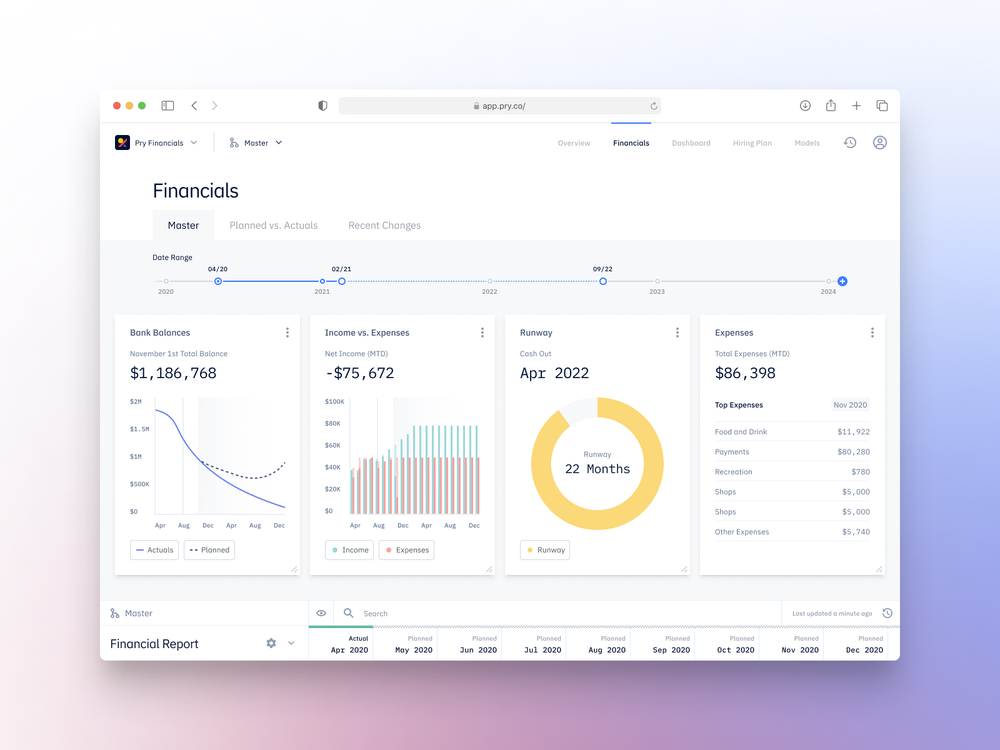 app.pry.co/
Pry Financials
Master
Overview
Financials
Dashboard
Hiring Plan
Models
Financials
Master
Planned vs. Actuals
Recent Changes
Date Range
04/20
02/21
09/22
2020
2021
2022
2023
2024
Bank Balances
November 1st Total Balance
$1,186,768
$2M
$1.5M
$1M
$500K
$0
Apr Aug Dec Apr Aug Dec
Actuals
Planned
Income vs. Expenses
Net Income (MTD)
-$75,672
$100K
$80K
$60K
$40K
$20K
$0
Apr Aug Dec Apr Aug Dec
Income
Expenses
Runway
Cash Out
Apr 2022
Runway
22 Months
Runway
Expenses
Total Expenses (MTD)
$86,398
Top Expenses Nov 2020
Food and Drink $11,922
Payments $80,280
Recreation $780
Shops $5,000
Shops $5,000
Other Expenses $5,740
Master
Search
Last updated a minute ago
Financial Report
Actual Planned Planned Planned Planned Planned Planned Planned Planned
Apr 2020 May 2020 Jun 2020 Jul 2020 Aug 2020 Sep 2020 Oct 2020 Nov 2020 Dec 2020